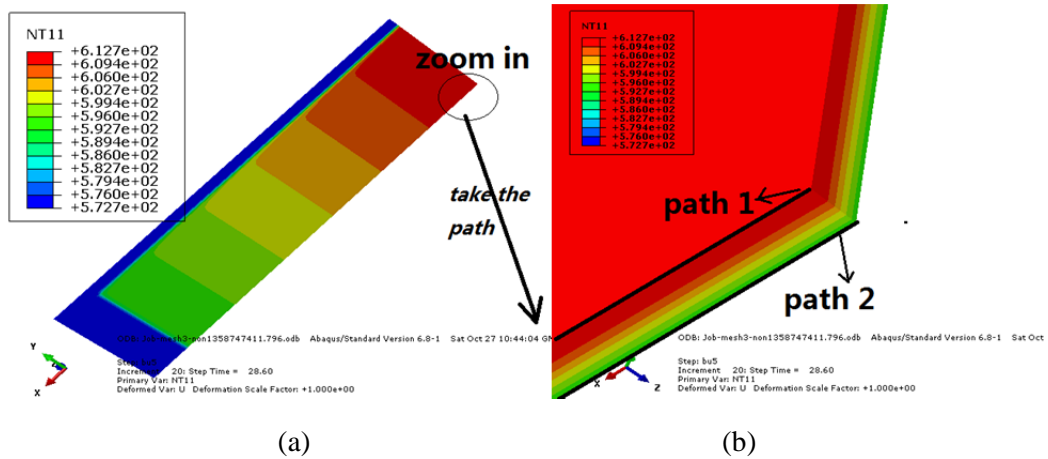 NT11
+6.127e+02
+6.094e+02
+6.060e+02
+6.027e+02
+5.994e+02
+5.960e+02
+5.927e+02
+5.894e+02
+5.860e+02
+5.827e+02
+5.794e+02
+5.760e+02
+5.727e+02
zoom in
take the
path
Y
X
ODB: Job-mesh3-non1358747411.796.odb Abaqus/Standard Version 6.8-1 Sat Oct 27 10:44:04 GM
Step: bu5
Increment 20: Step Time = 28.60
Primary Var: NT11
Deformed Var: U Deformation Scale Factor: +1.000e+00
(a)
NT11
+6.127e+02
+6.094e+02
+6.060e+02
+6.027e+02
+5.994e+02
+5.960e+02
+5.927e+02
+5.894e+02
+5.860e+02
+5.827e+02
+5.794e+02
+5.760e+02
+5.727e+02
path 1
path 2
X
Z
ODB: Job-mesh3-non1358747411.796.odb Abaqus/Standard Version 6.8-1 Sat Oct
Step: bu5
Increment 20: Step Time = 28.60
Primary Var: NT11
Deformed Var: U Deformation Scale Factor: +1.000e+00
(b)